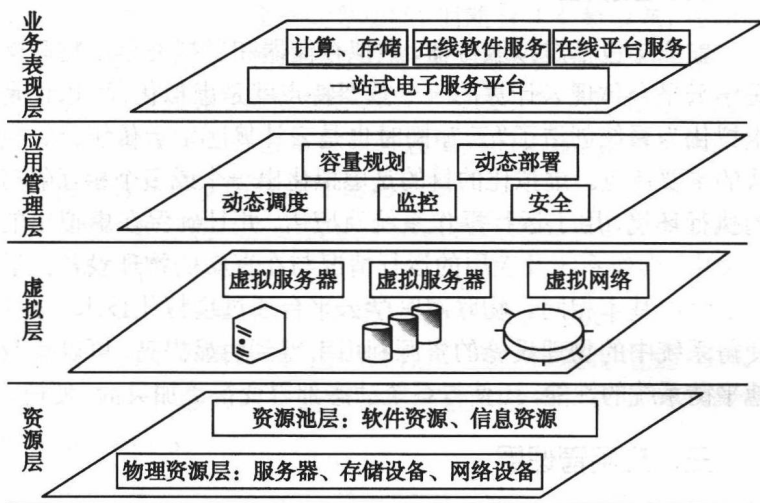 业务表现层
计算、存储
在线软件服务
在线平台服务
一站式电子服务平台
应用管理层
容量规划
动态部署
动态调度
监控
安全
虚拟层
虚拟服务器
虚拟服务器
虚拟网络
资源层
资源池层：软件资源、信息资源
物理资源层：服务器、存储设备、网络设备